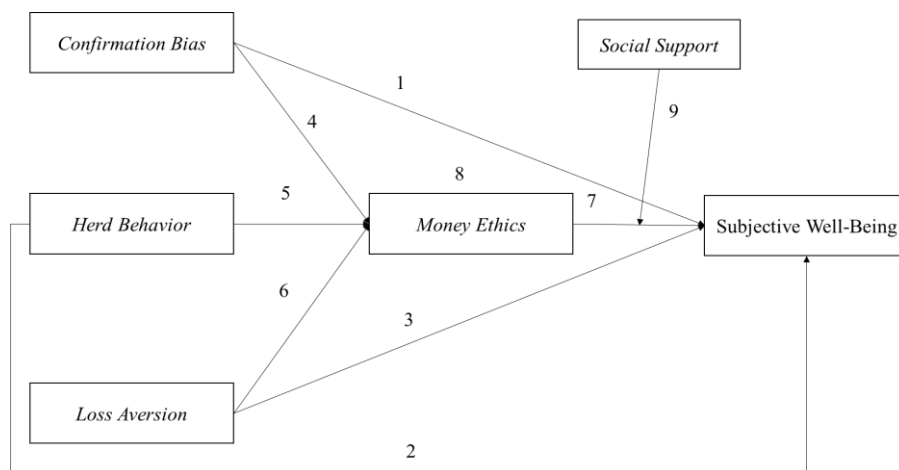 Confirmation Bias
Social Support
1
9
4
8
5
7
Herd Behavior
Money Ethics
Subjective Well-Being
6
3
Loss Aversion
2